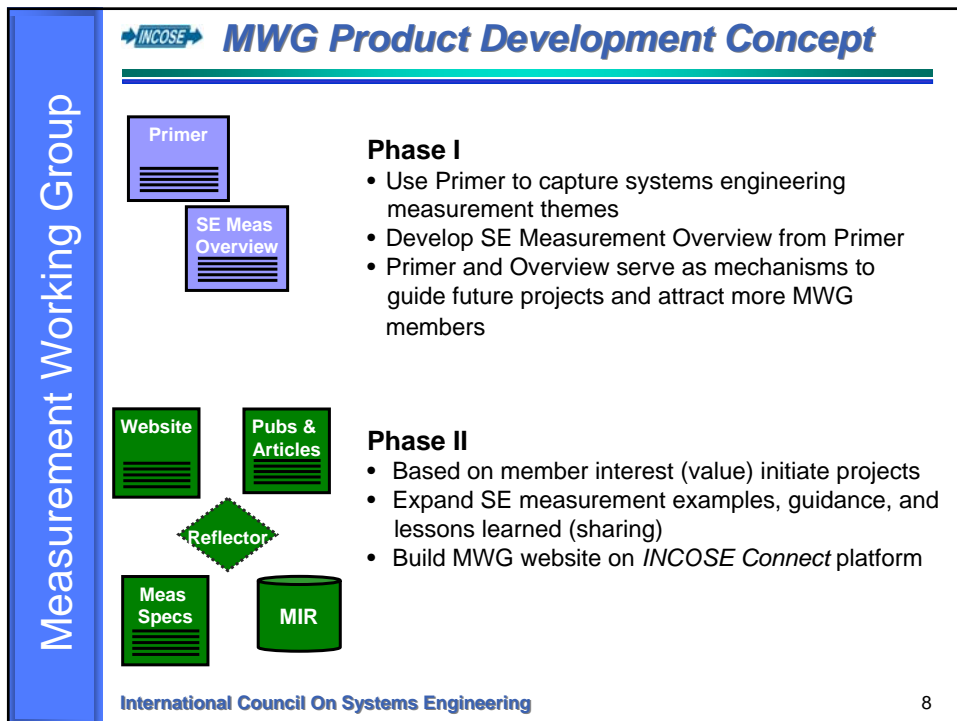 INCOSE
MWG Product Development Concept
Measurement Working Group
Primer
SE Meas
Overview
Phase I
• Use Primer to capture systems engineering
measurement themes
• Develop SE Measurement Overview from Primer
• Primer and Overview serve as mechanisms to
guide future projects and attract more MWG
members
Website
Pubs &
Articles
Reflector
Meas
Specs
MIR
Phase II
• Based on member interest (value) initiate projects
• Expand SE measurement examples, guidance, and
lessons learned (sharing)
• Build MWG website on INCOSE Connect platform
International Council On Systems Engineering
8